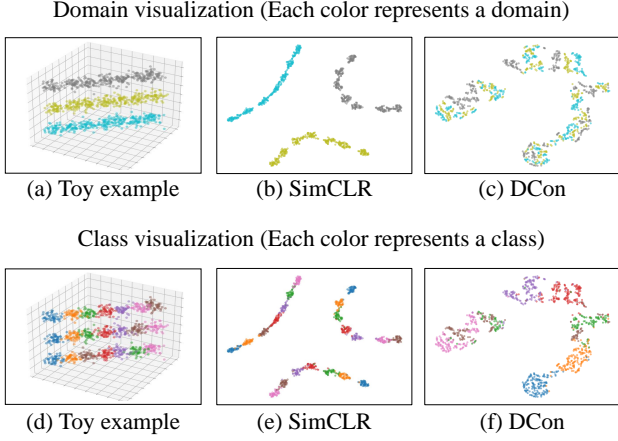 Domain visualization (Each color represents a domain)
(a) Toy example
(b) SimCLR
(c) DCon
Class visualization (Each color represents a class)
(d) Toy example
(e) SimCLR
(f) DCon